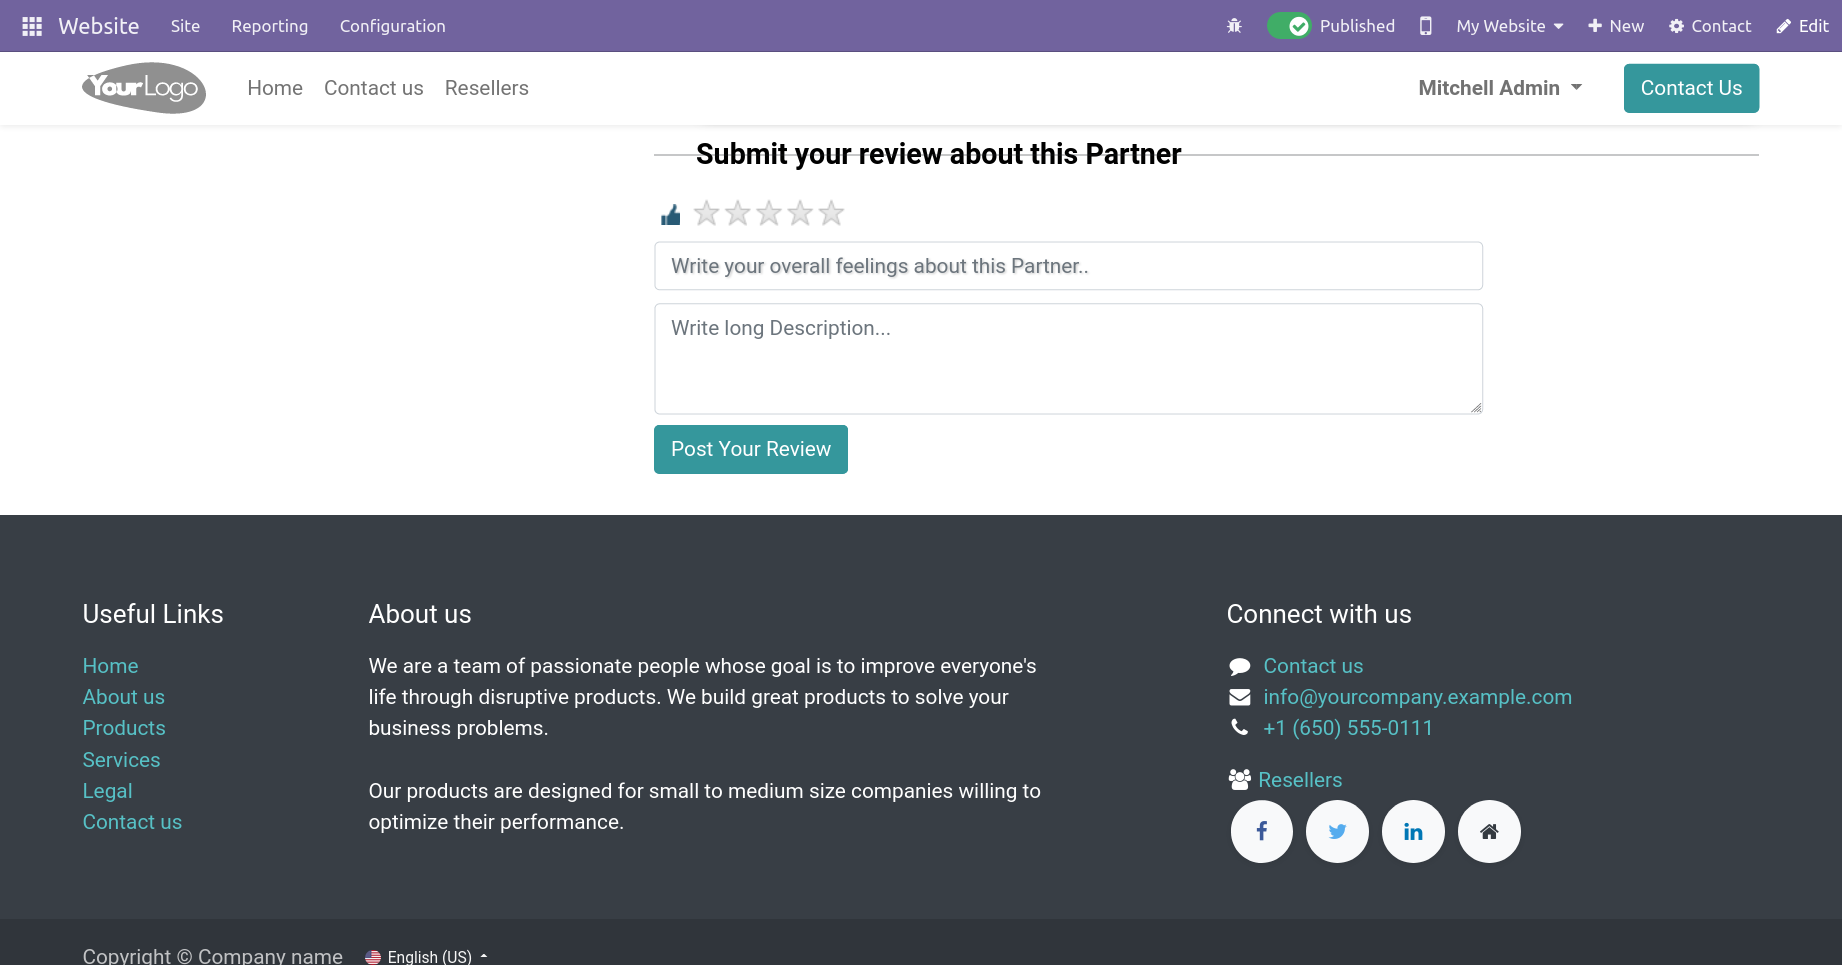 Website Site Reporting Configuration Published My Website New Contact Edit
YourLogo Home Contact us Resellers Mitchell Admin Contact Us
Submit your review about this Partner
Write your overall feelings about this Partner..
Write long Description...
Post Your Review
Useful Links
Home
About us
Products
Services
Legal
Contact us
About us
We are a team of passionate people whose goal is to improve everyone's
life through disruptive products. We build great products to solve your
business problems.
Our products are designed for small to medium size companies willing to
optimize their performance.
Connect with us
Contact us
info@yourcompany.example.com
+1 (650) 555-0111
Resellers
Copyright © Company name English (US)